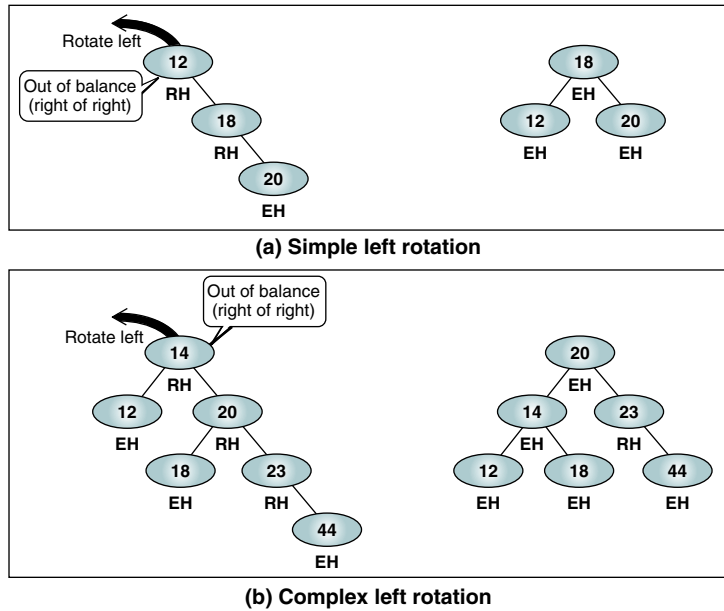 Rotate left
12
Out of balance
(right of right)
RH
18
RH
20
EH
18
EH
12
20
EH
EH
(a) Simple left rotation
Out of balance
(right of right)
Rotate left
14
RH
12
20
EH
RH
18
23
EH
RH
44
EH
20
EH
14
23
EH
RH
12
18
44
EH
EH
EH
(b) Complex left rotation